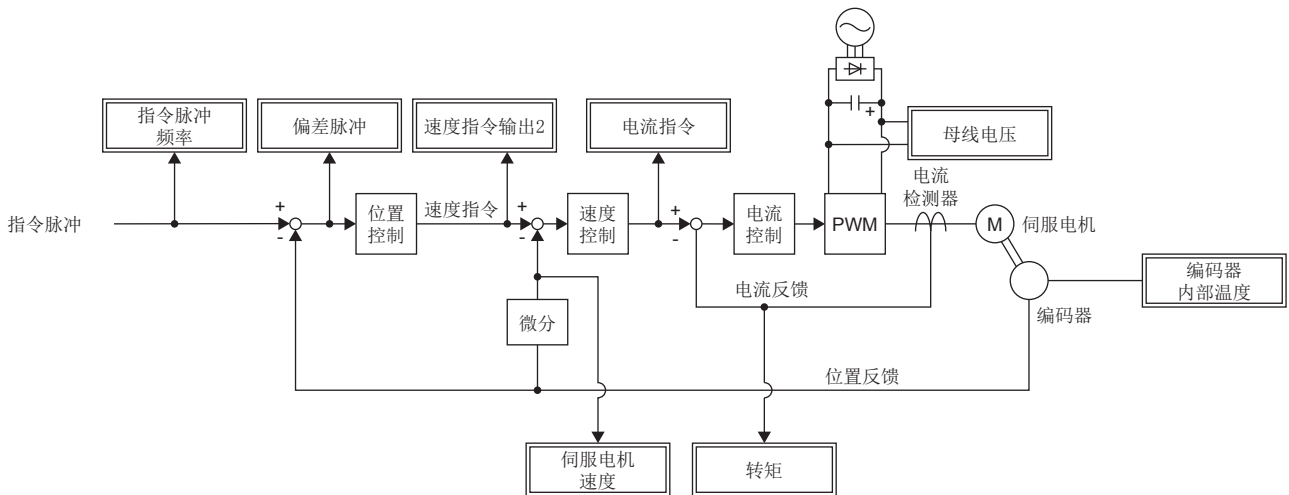 指令脉冲
频率
偏差脉冲
速度指令输出2
电流指令
母线电压
电流
检测器
+
指令脉冲
+
-
位置
控制
速度指令
+
-
速度
控制
+
-
电流
控制
PWM
M
伺服电机
编码器
内部温度
电流反馈
编码器
微分
位置反馈
伺服电机
速度
转矩